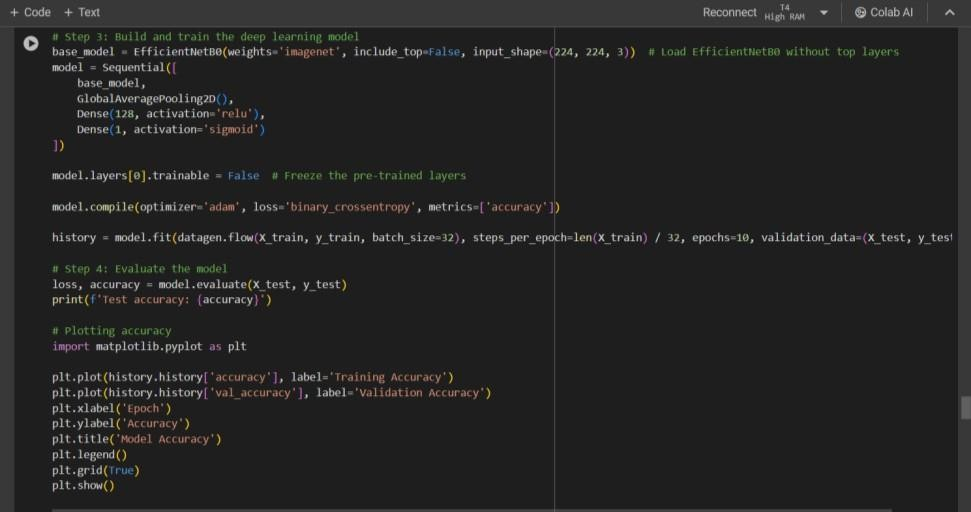 + Code + Text Reconnect T4 High RAM Colab AI
# Step 3: Build and train the deep learning model
base_model = EfficientNetB0(weights='imagenet', include_top=False, input_shape=(224, 224, 3))  # Load EfficientNetB0 without top layers
model = Sequential([
    base_model,
    GlobalAveragePooling2D(),
    Dense(128, activation='relu'),
    Dense(1, activation='sigmoid')
])
model.layers[0].trainable = False  # Freeze the pre-trained layers
model.compile(optimizer='adam', loss='binary_crossentropy', metrics=['accuracy'])
history = model.fit(datagen.flow(X_train, y_train, batch_size=32), steps_per_epoch=len(X_train) / 32, epochs=10, validation_data=(X_test, y_test
# Step 4: Evaluate the model
loss, accuracy = model.evaluate(X_test, y_test)
print(f'Test accuracy: {accuracy}')
# Plotting accuracy
import matplotlib.pyplot as plt
plt.plot(history.history['accuracy'], label='Training Accuracy')
plt.plot(history.history['val_accuracy'], label='Validation Accuracy')
plt.xlabel('Epoch')
plt.ylabel('Accuracy')
plt.title('Model Accuracy')
plt.legend()
plt.grid(True)
plt.show()